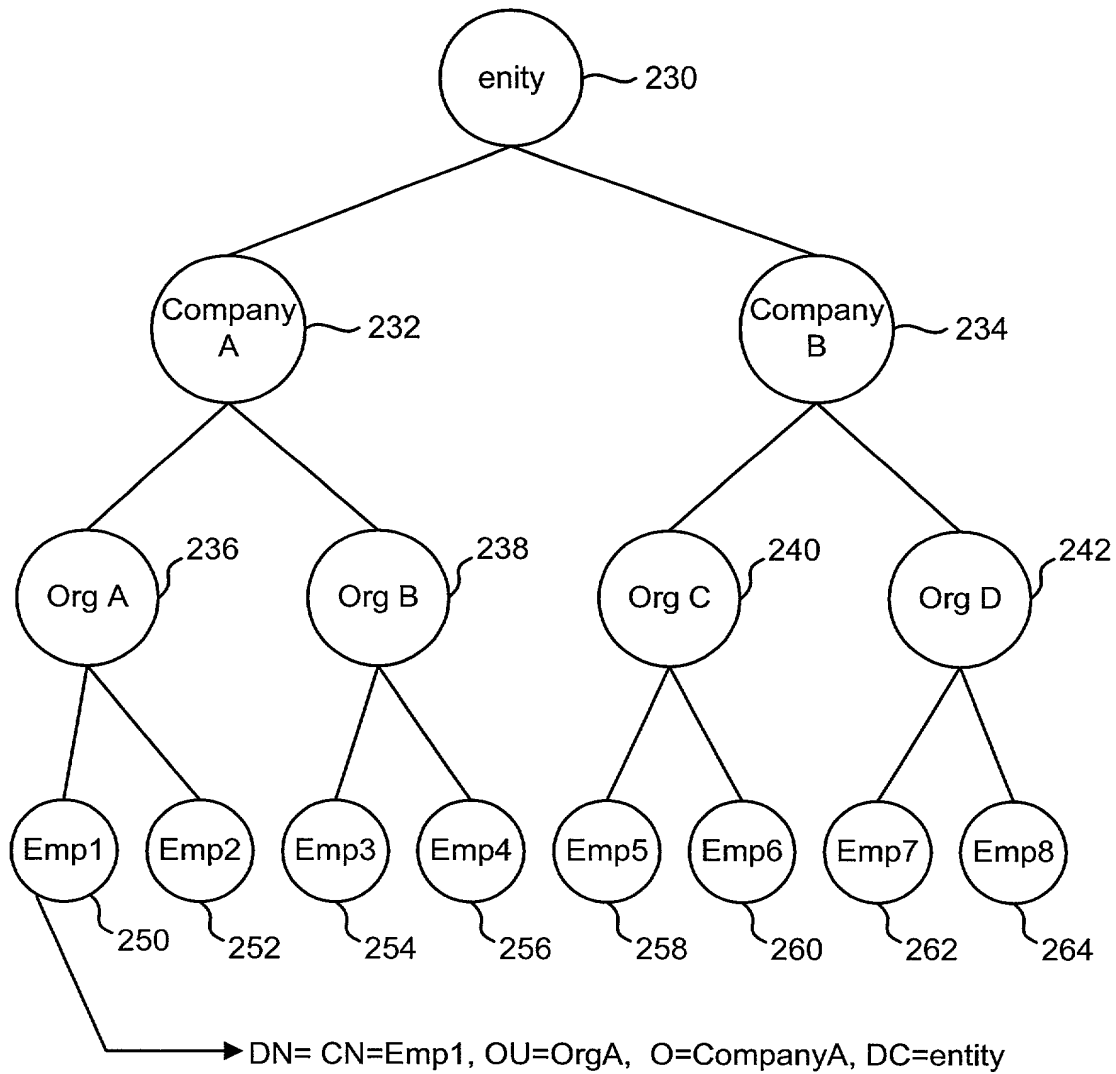 enity 230
Company A 232
Company B 234
Org A 236
Org B 238
Org C 240
Org D 242
Emp1 Emp2 Emp3 Emp4 Emp5 Emp6 Emp7 Emp8
250 252 254 256 258 260 262 264
DN= CN=Emp1, OU=OrgA, O=CompanyA, DC=entity